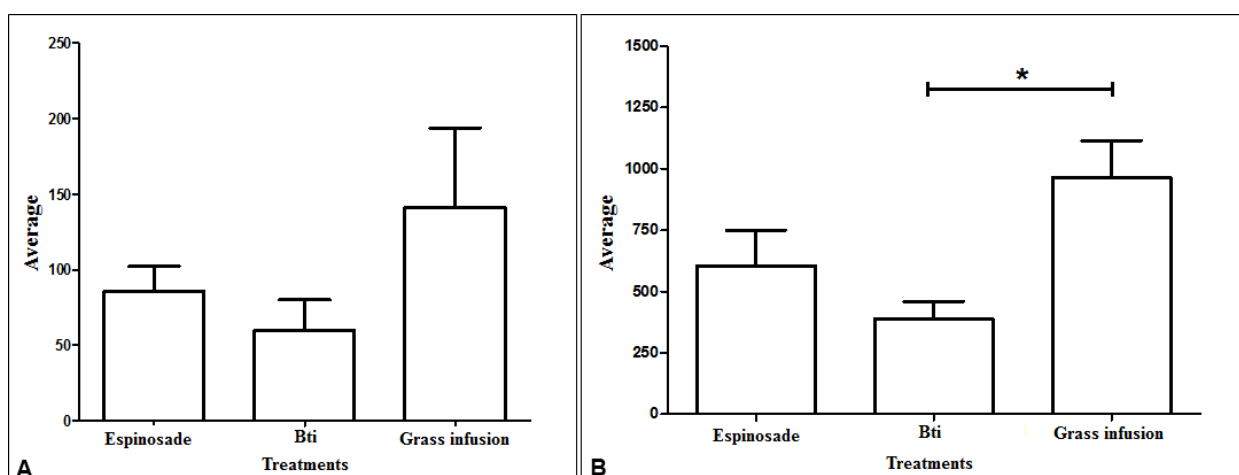 250
200
150
100
50
0
Average
Espinosade Bti Grass infusion
Treatments
A
1500
1250
1000
750
500
250
0
Average
*
Espinosade Bti Grass infusion
Treatments
B